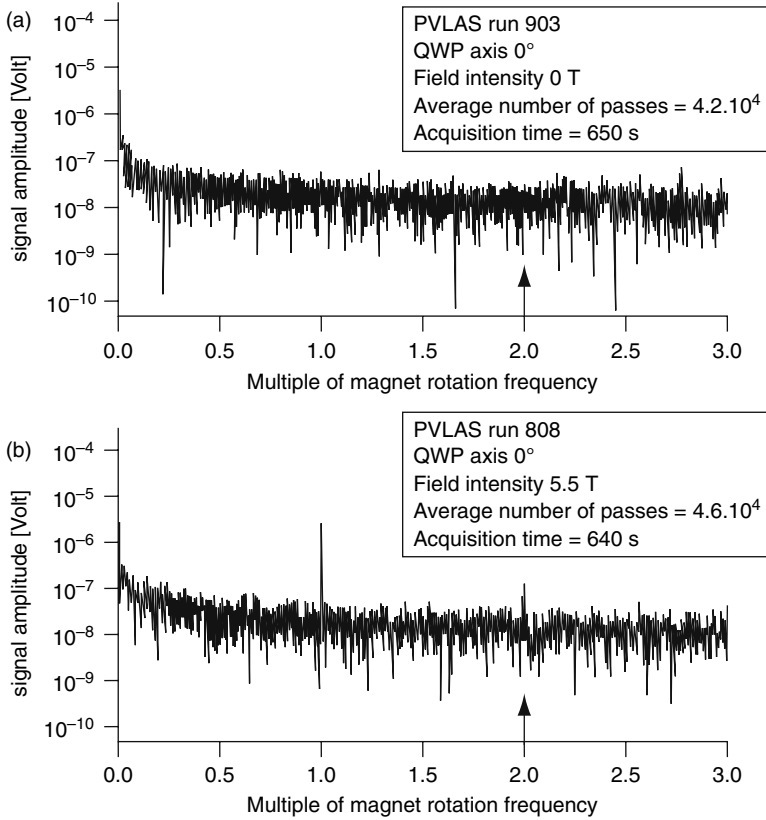 (a)
signal amplitude [Volt]
10⁻⁴
10⁻⁵
10⁻⁶
10⁻⁷
10⁻⁸
10⁻⁹
10⁻¹⁰
PVLAS run 903
QWP axis 0°
Field intensity 0 T
Average number of passes = 4.2.10⁴
Acquisition time = 650 s
0.0 0.5 1.0 1.5 2.0 2.5 3.0
Multiple of magnet rotation frequency
(b)
signal amplitude [Volt]
10⁻⁴
10⁻⁵
10⁻⁶
10⁻⁷
10⁻⁸
10⁻⁹
10⁻¹⁰
PVLAS run 808
QWP axis 0°
Field intensity 5.5 T
Average number of passes = 4.6.10⁴
Acquisition time = 640 s
0.0 0.5 1.0 1.5 2.0 2.5 3.0
Multiple of magnet rotation frequency